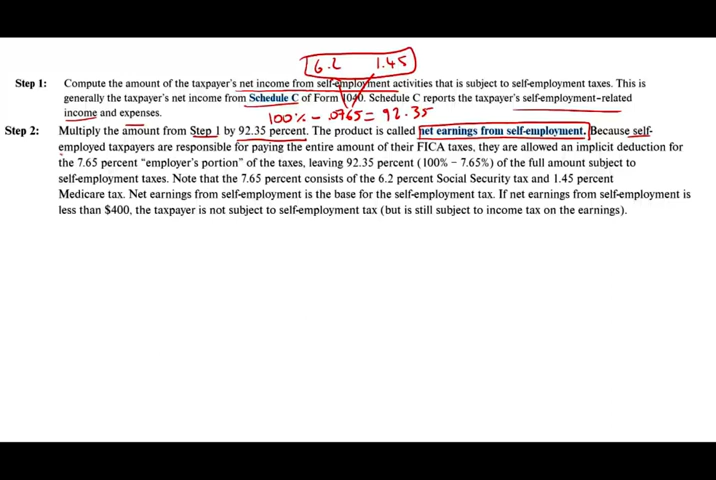 6.2 1.45
Step 1: Compute the amount of the taxpayer's net income from self-employment activities that is subject to self-employment taxes. This is
generally the taxpayer's net income from Schedule C of Form 1040. Schedule C reports the taxpayer's self-employment-related
income and expenses.
100% - .0765 = 92.35
Step 2: Multiply the amount from Step 1 by 92.35 percent. The product is called net earnings from self-employment. Because self-
employed taxpayers are responsible for paying the entire amount of their FICA taxes, they are allowed an implicit deduction for
the 7.65 percent “employer's portion” of the taxes, leaving 92.35 percent (100% − 7.65%) of the full amount subject to
self-employment taxes. Note that the 7.65 percent consists of the 6.2 percent Social Security tax and 1.45 percent
Medicare tax. Net earnings from self-employment is the base for the self-employment tax. If net earnings from self-employment is
less than $400, the taxpayer is not subject to self-employment tax (but is still subject to income tax on the earnings).